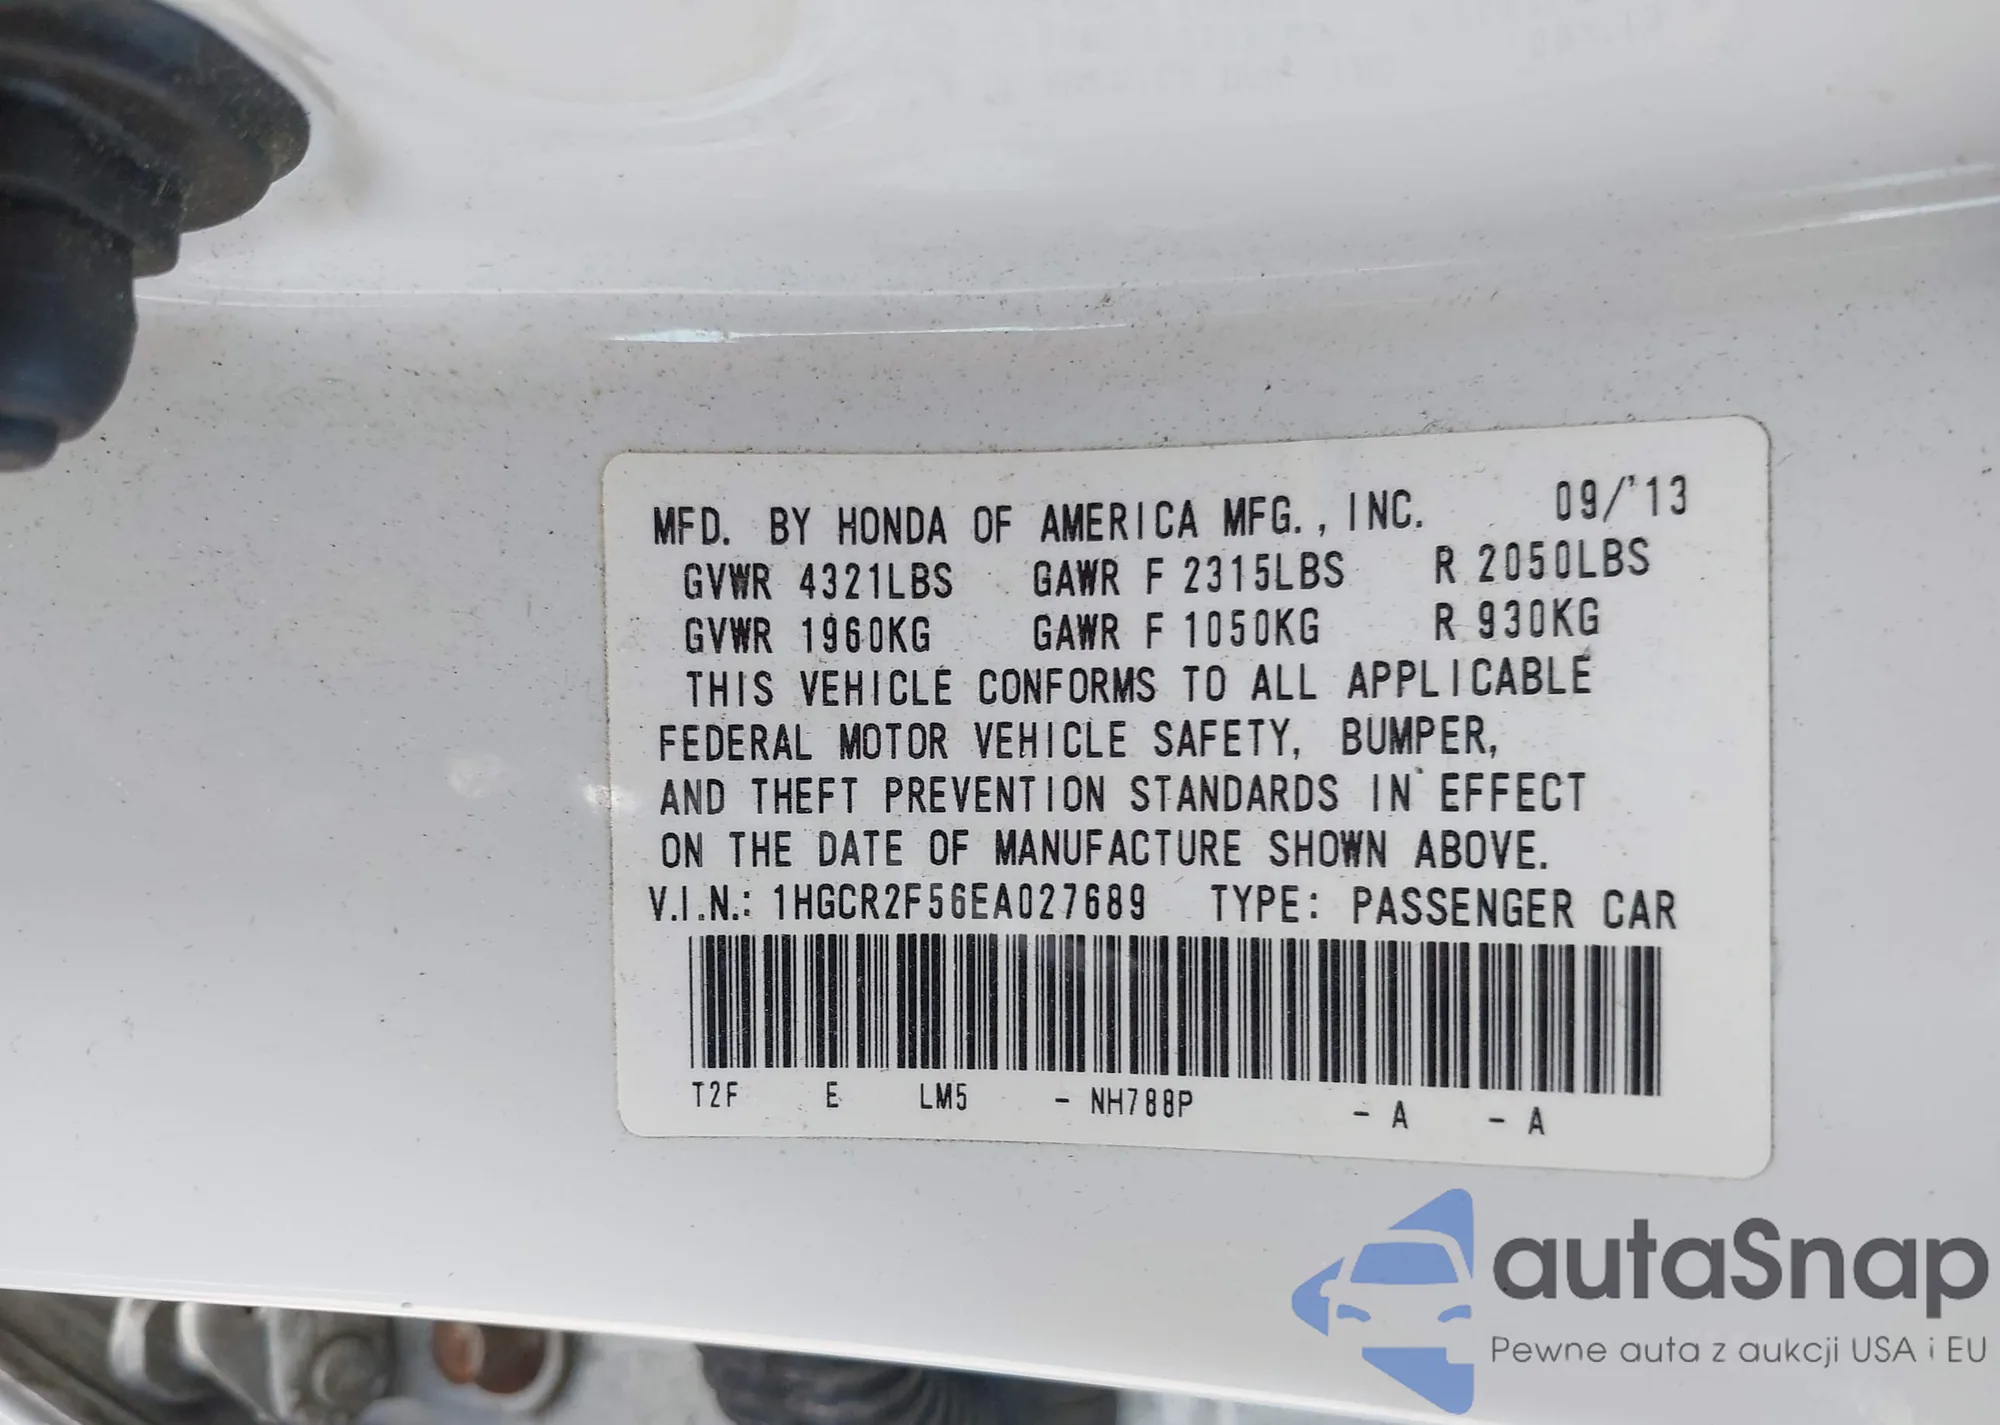 MFD. BY HONDA OF AMERICA MFG., INC. 09/'13
GVWR 4321LBS GAWR F 2315LBS R 2050LBS
GVWR 1960KG GAWR F 1050KG R 930KG
THIS VEHICLE CONFORMS TO ALL APPLICABLE
FEDERAL MOTOR VEHICLE SAFETY, BUMPER,
AND THEFT PREVENTION STANDARDS IN EFFECT
ON THE DATE OF MANUFACTURE SHOWN ABOVE.
V.I.N.: 1HGCR2F56EA027689 TYPE: PASSENGER CAR
T2F E LM5 - NH788P - A - A
autaSnap
Pewne auta z aukcji USA i EU